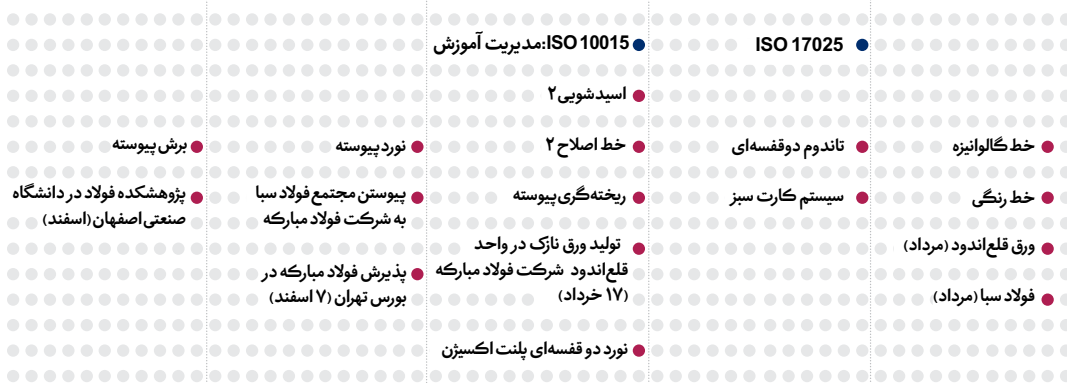 خط گالوانیزه
خط رنگی
ورق قلع‌اندود (مرداد)
فولاد سبا (مرداد)
ISO 17025
تاندوم دوقفسه‌ای
سیستم کارت سبز
ISO 10015:مدیریت آموزش
اسیدشویی۲
خط اصلاح ۲
ریخته‌گری پیوسته
تولید ورق نازک در واحد
قلع‌اندود شرکت فولاد مبارکه
(۱۷ خرداد)
نورد دو قفسه‌ای پلنت اکسیژن
نورد پیوسته
پیوستن مجتمع فولاد سبا
به شرکت فولاد مبارکه
پذیرش فولاد مبارکه در
بورس تهران (۷ اسفند)
برش پیوسته
پژوهشکده فولاد در دانشگاه
صنعتی اصفهان (اسفند)